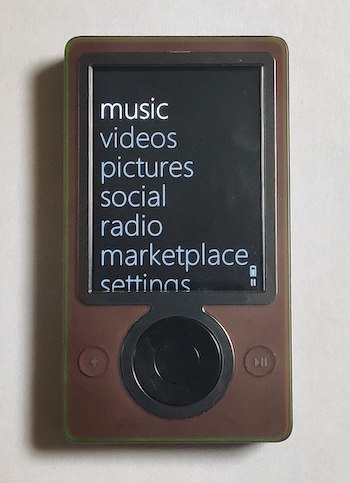 music
videos
pictures
social
radio
marketplace
settings